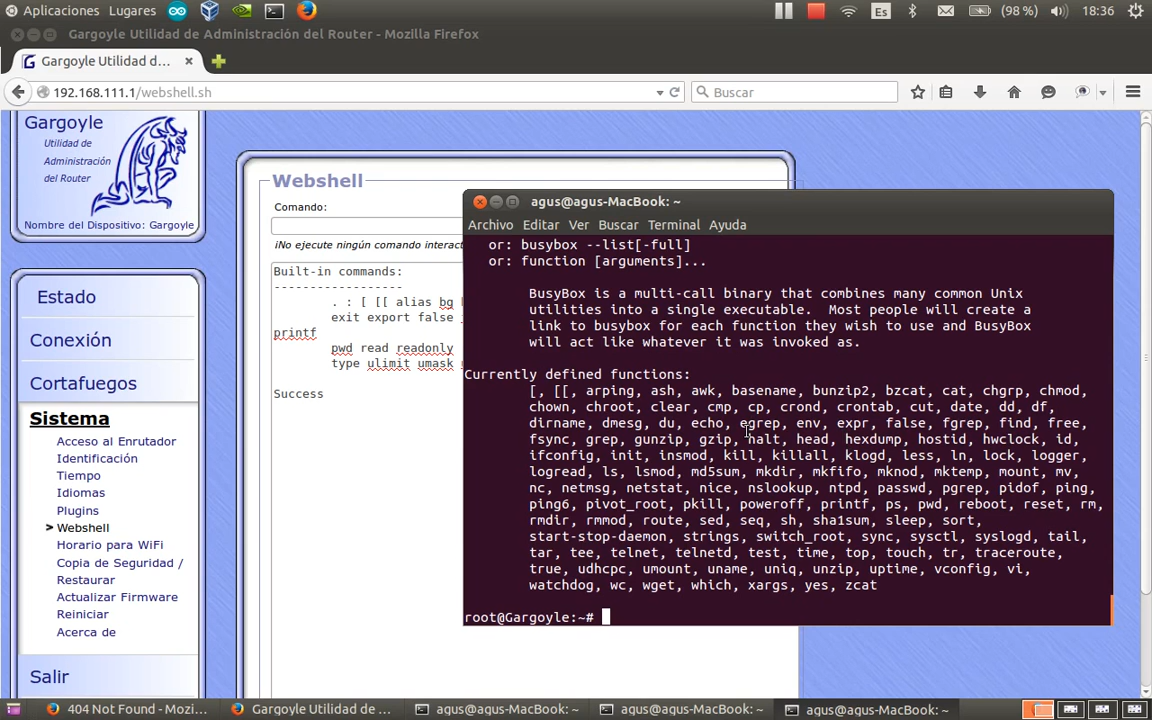 Aplicaciones Lugares Es (98 %) 18:36
Gargoyle Utilidad de Administración del Router - Mozilla Firefox
Gargoyle Utilidad d...
192.168.111.1/webshell.sh Buscar
Gargoyle
Utilidad de
Administración
del Router
Nombre del Dispositivo: Gargoyle
Estado
Conexión
Cortafuegos
Sistema
Acceso al Enrutador
Identificación
Tiempo
Idiomas
Plugins
> Webshell
Horario para WiFi
Copia de Seguridad /
Restaurar
Actualizar Firmware
Reiniciar
Acerca de
Salir
Webshell
Comando:
¡No ejecute ningún comando interact
Built-in commands:
------------------
. : [ [[ alias bg
exit export false
printf
pwd read readonly
type ulimit umask
Success
agus@agus-MacBook: ~
Archivo Editar Ver Buscar Terminal Ayuda
or: busybox --list[-full]
or: function [arguments]...
BusyBox is a multi-call binary that combines many common Unix
utilities into a single executable.  Most people will create a
link to busybox for each function they wish to use and BusyBox
will act like whatever it was invoked as.
Currently defined functions:
[, [[, arping, ash, awk, basename, bunzip2, bzcat, cat, chgrp, chmod,
chown, chroot, clear, cmp, cp, crond, crontab, cut, date, dd, df,
dirname, dmesg, du, echo, egrep, env, expr, false, fgrep, find, free,
fsync, grep, gunzip, gzip, halt, head, hexdump, hostid, hwclock, id,
ifconfig, init, insmod, kill, killall, klogd, less, ln, lock, logger,
logread, ls, lsmod, md5sum, mkdir, mkfifo, mknod, mktemp, mount, mv,
nc, netmsg, netstat, nice, nslookup, ntpd, passwd, pgrep, pidof, ping,
ping6, pivot_root, pkill, poweroff, printf, ps, pwd, reboot, reset, rm,
rmdir, rmmod, route, sed, seq, sh, sha1sum, sleep, sort,
start-stop-daemon, strings, switch_root, sync, sysctl, syslogd, tail,
tar, tee, telnet, telnetd, test, time, top, touch, tr, traceroute,
true, udhcpc, umount, uname, uniq, unzip, uptime, vconfig, vi,
watchdog, wc, wget, which, xargs, yes, zcat
root@Gargoyle:~#
404 Not Found - Mozi... Gargoyle Utilidad de ... agus@agus-MacBook: ~ agus@agus-MacBook: ~ agus@agus-MacBook: ~